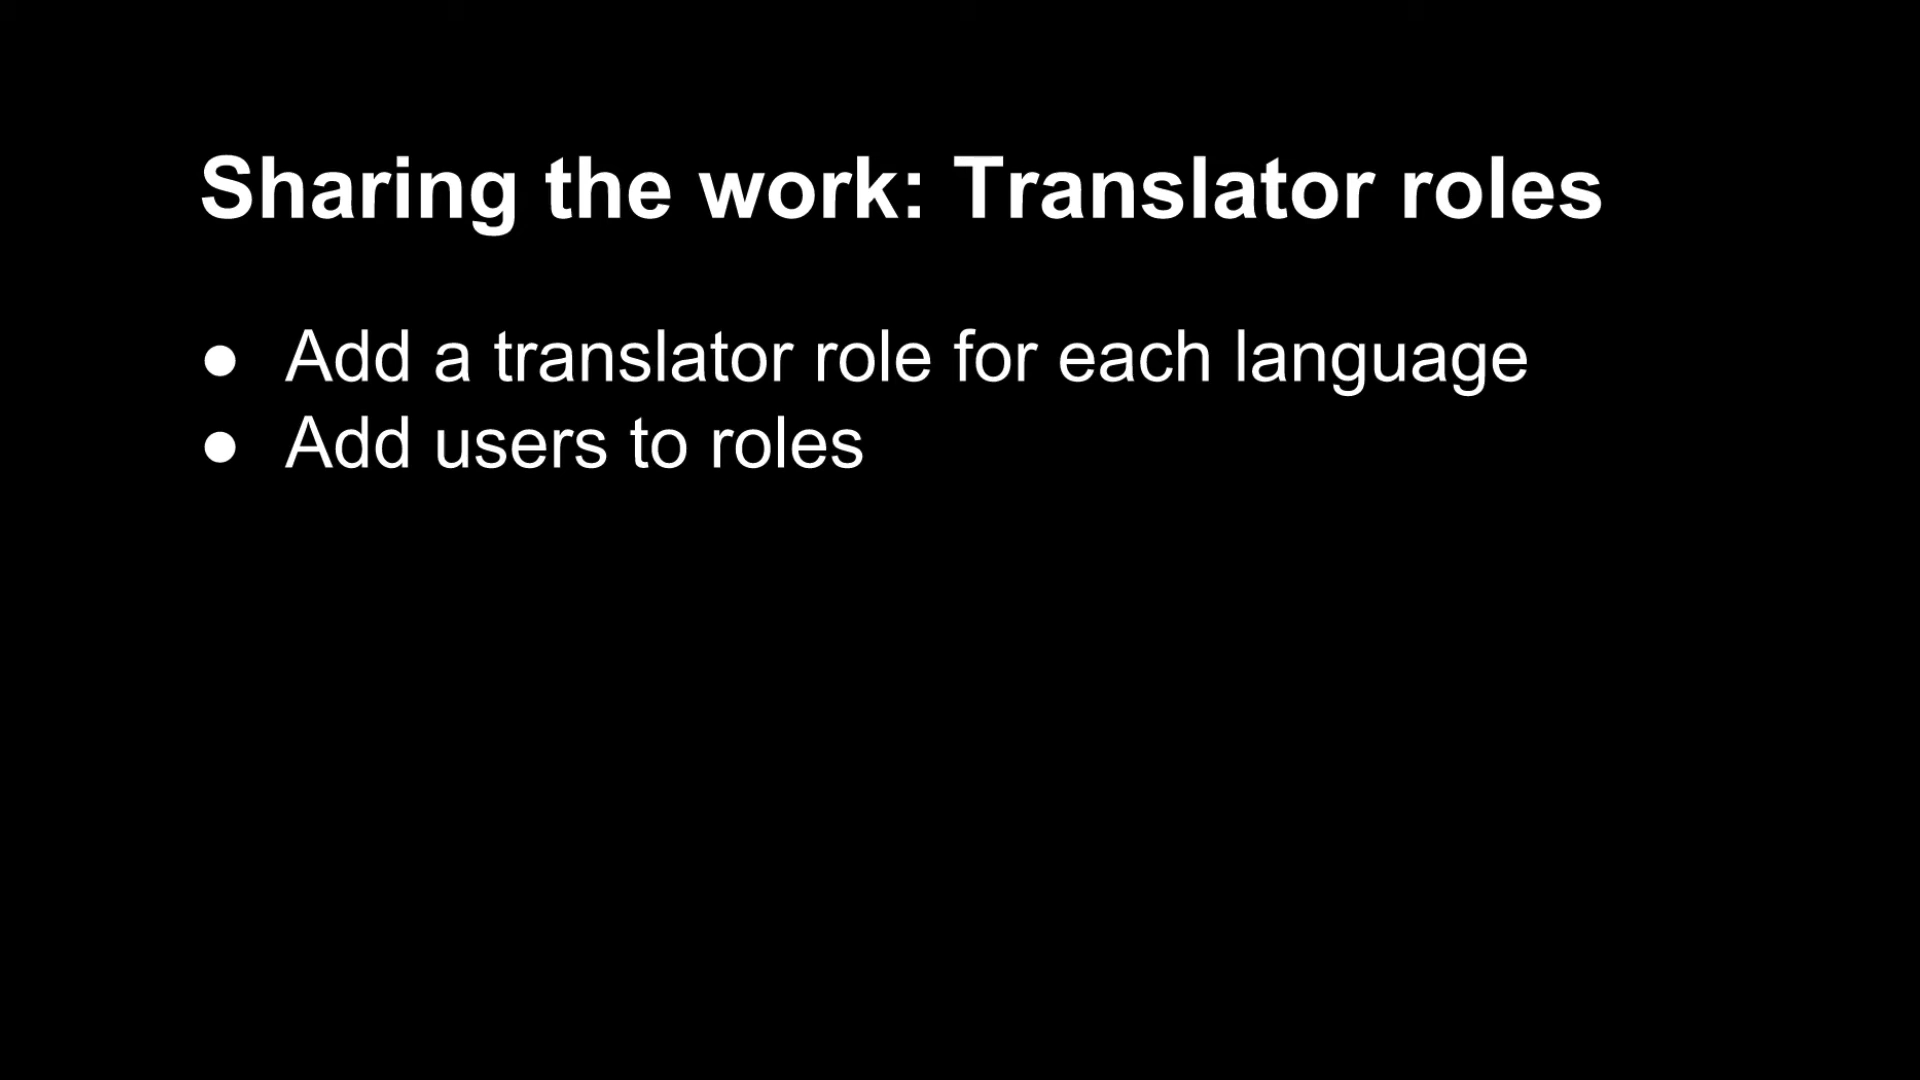 Sharing the work: Translator roles
● Add a translator role for each language
● Add users to roles